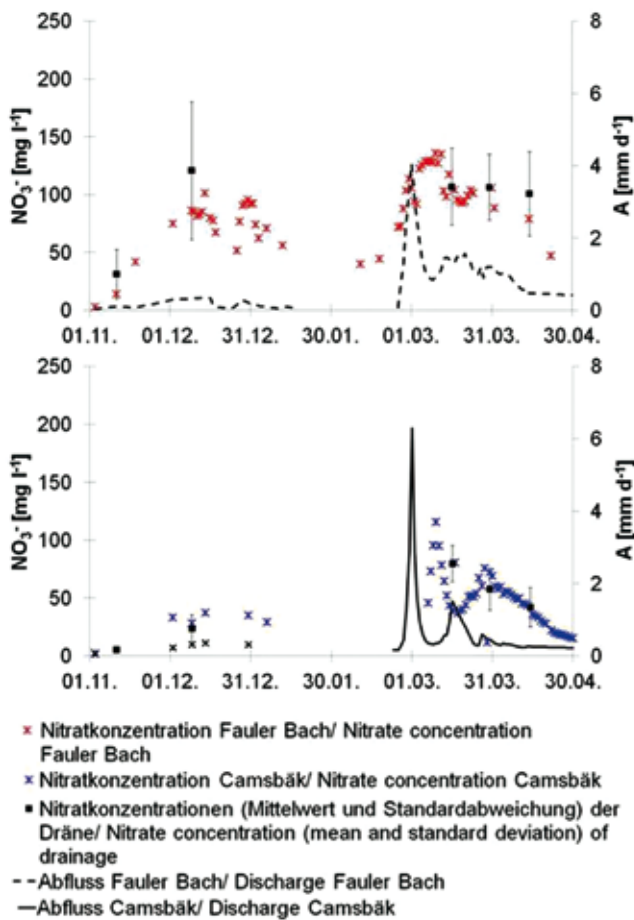 NO₃⁻ [mg l⁻¹]
250
200
150
100
50
0
8
6
4
2
0
A [mm d⁻¹]
01.11. 01.12. 31.12. 30.01. 01.03. 31.03. 30.04.
NO₃⁻ [mg l⁻¹]
250
200
150
100
50
0
8
6
4
2
0
A [mm d⁻¹]
01.11. 01.12. 31.12. 30.01. 01.03. 31.03. 30.04.
Nitratkonzentration Fauler Bach/ Nitrate concentration
Fauler Bach
Nitratkonzentration Camsbäk/ Nitrate concentration Camsbäk
Nitratkonzentrationen (Mittelwert und Standardabweichung) der
Dräne/ Nitrate concentration (mean and standard deviation) of
drainage
Abfluss Fauler Bach/ Discharge Fauler Bach
Abfluss Camsbäk/ Discharge Camsbäk